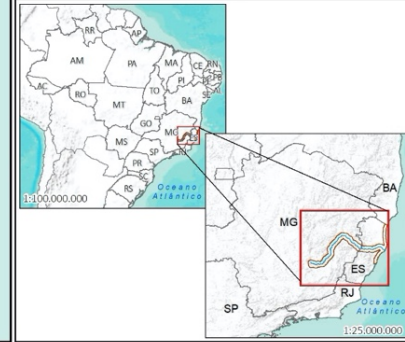 RR
AP
AM
PA
MA
CE
RN
PB
PI
AC
RO
TO
AL
SE
MT
BA
GO
MG
ES
MS
SP
RJ
PR
SC
RS
Oceano
Atlântico
1:100.000.000
BA
MG
ES
RJ
SP
Oceano
Atlântico
1:25.000.000